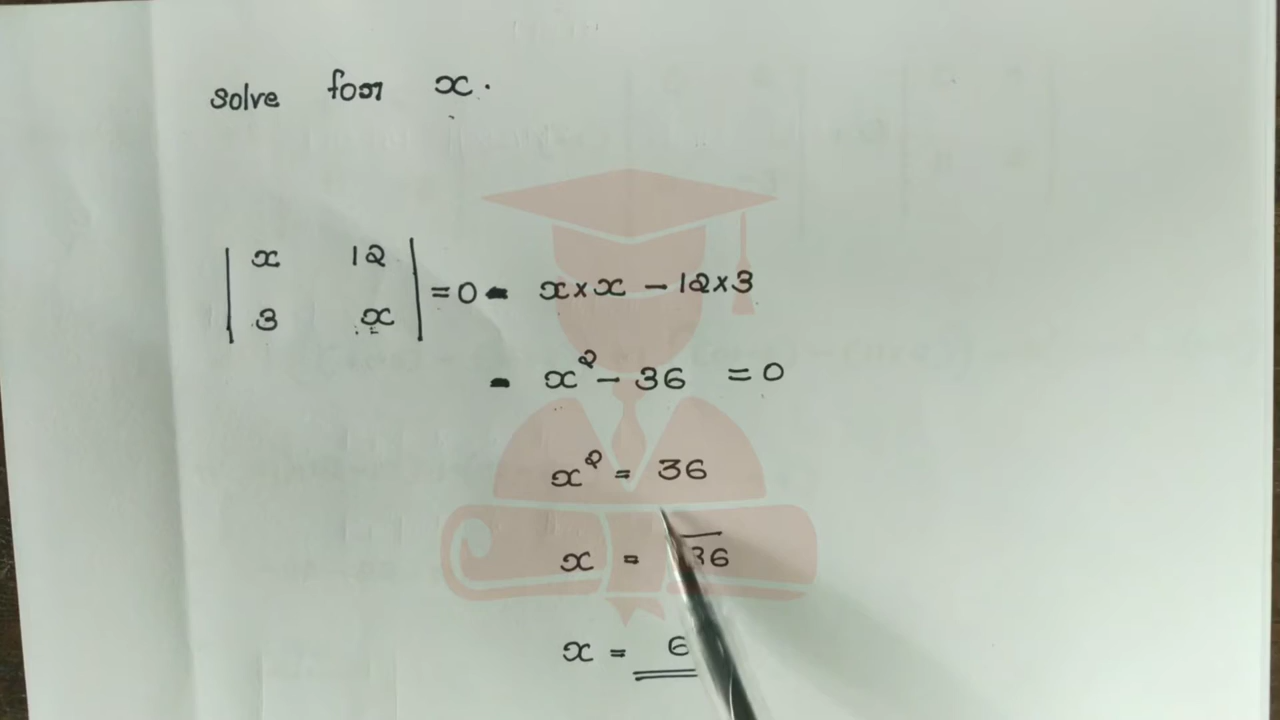 solve for x.
| x 12 | = 0 - x×x - 12×3
| 3 x |
- x² - 36 = 0
x² = 36
x = √36
x = 6